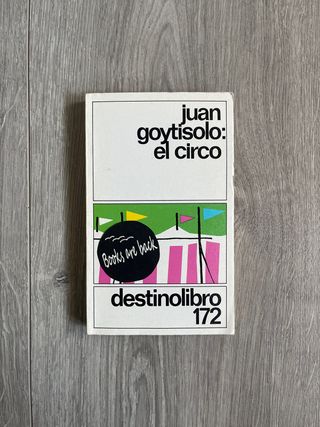 juan
goytisolo:
el circo
Books are back
destinolibro
172